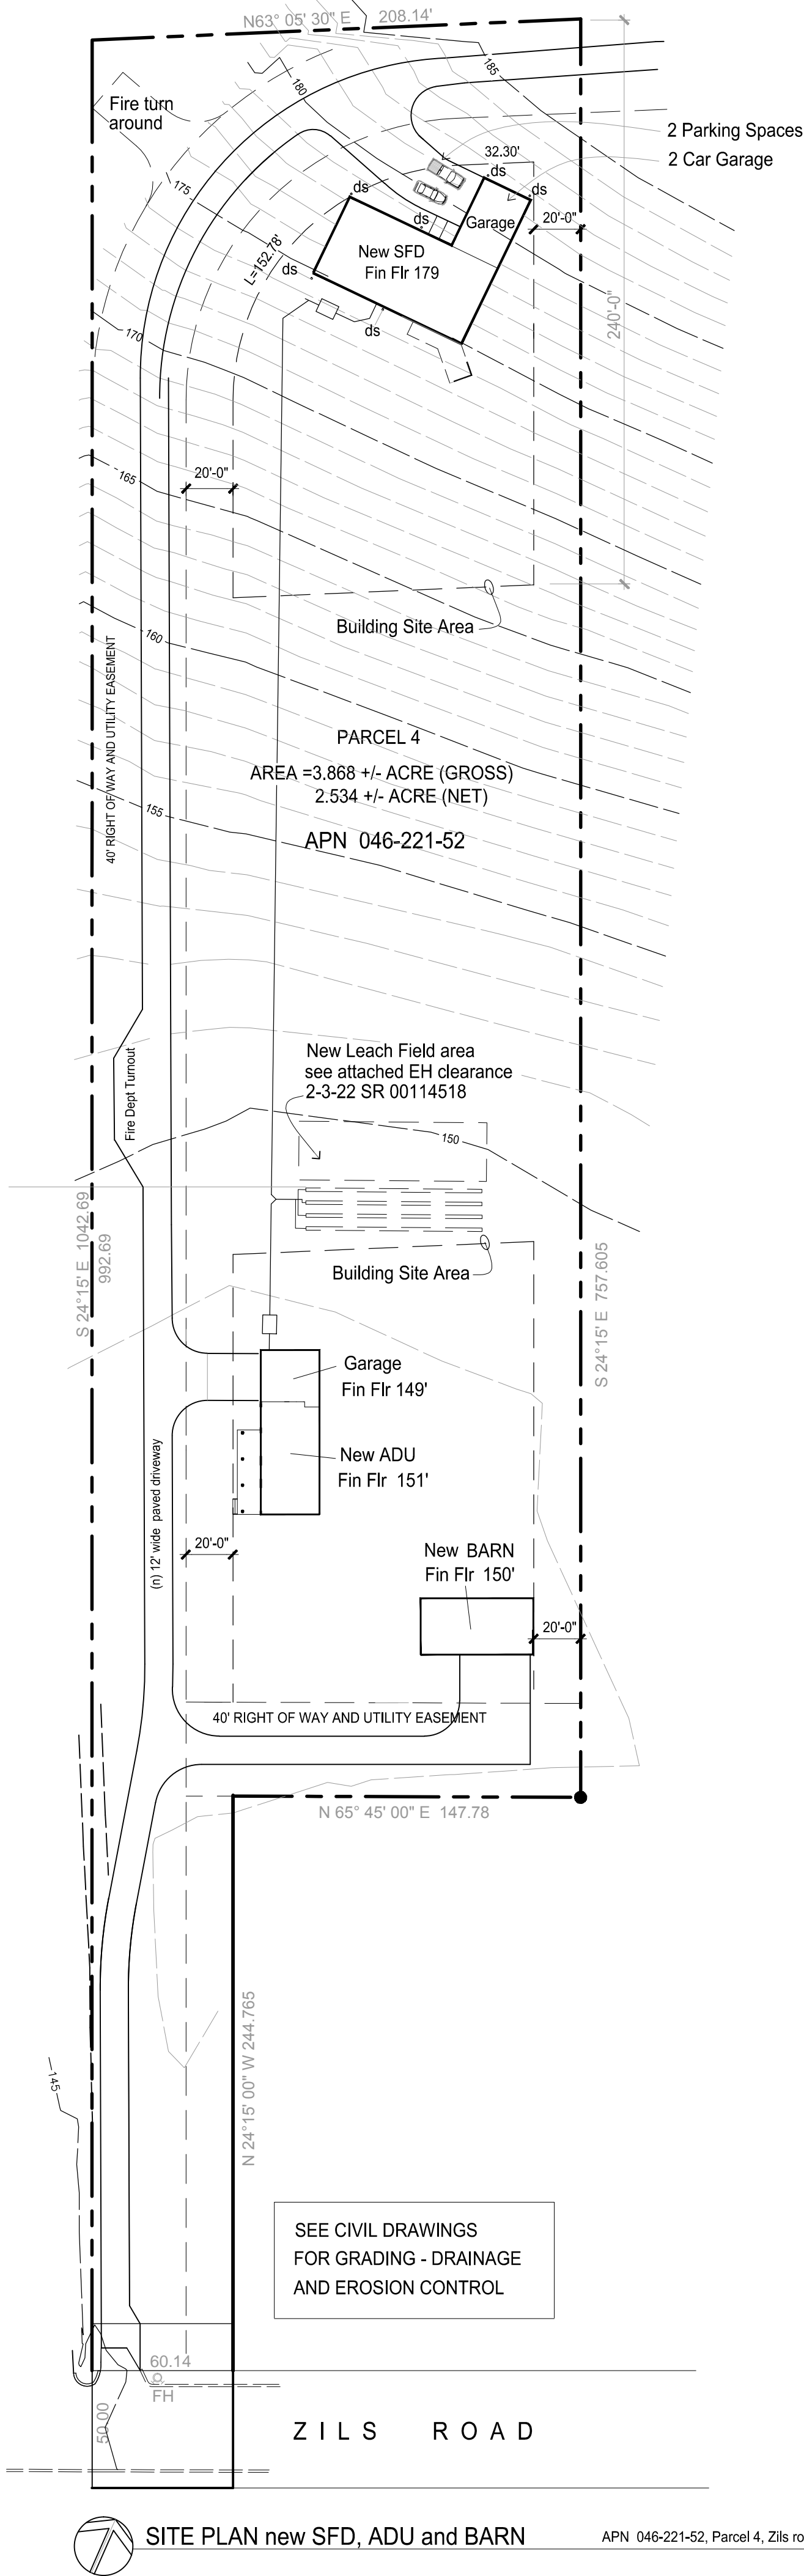 N63° 05' 30" E 208.14'
185
180
Fire turn
around
2 Parking Spaces
32.30'
2 Car Garage
ds
175
ds
ds
ds
Garage
20'-0"
New SFD
Fin Flr 179
L=152.78'
ds
240'-0"
170
ds
165
20'-0"
Building Site Area
160
40' RIGHT OF WAY AND UTILITY EASEMENT
PARCEL 4
AREA =3.868 +/- ACRE (GROSS)
2.534 +/- ACRE (NET)
155
APN 046-221-52
New Leach Field area
see attached EH clearance
2-3-22 SR 00114518
Fire Dept Turnout
150
S 24°15' E 1042.69
992.69
Building Site Area
S 24°15' E 757.605
Garage
Fin Flr 149'
New ADU
Fin Flr 151'
(n) 12' wide paved driveway
20'-0"
New BARN
Fin Flr 150'
20'-0"
40' RIGHT OF WAY AND UTILITY EASEMENT
N 65° 45' 00" E 147.78
N 24°15' 00" W 244.765
145
SEE CIVIL DRAWINGS
FOR GRADING - DRAINAGE
AND EROSION CONTROL
60.14
FH
50.00
ZILS ROAD
SITE PLAN new SFD, ADU and BARN
APN 046-221-52, Parcel 4, Zils ro